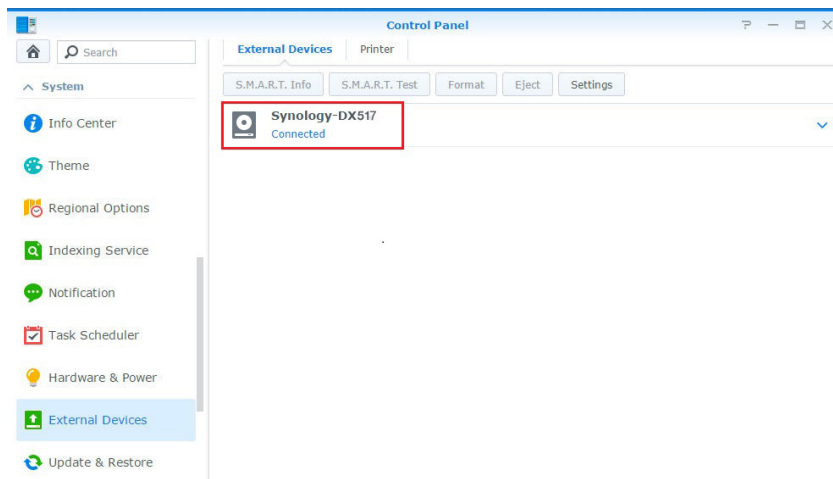 Control Panel
Search
System
Info Center
Theme
Regional Options
Indexing Service
Notification
Task Scheduler
Hardware & Power
External Devices
Update & Restore
External Devices Printer
S.M.A.R.T. Info S.M.A.R.T. Test Format Eject Settings
Synology-DX517
Connected